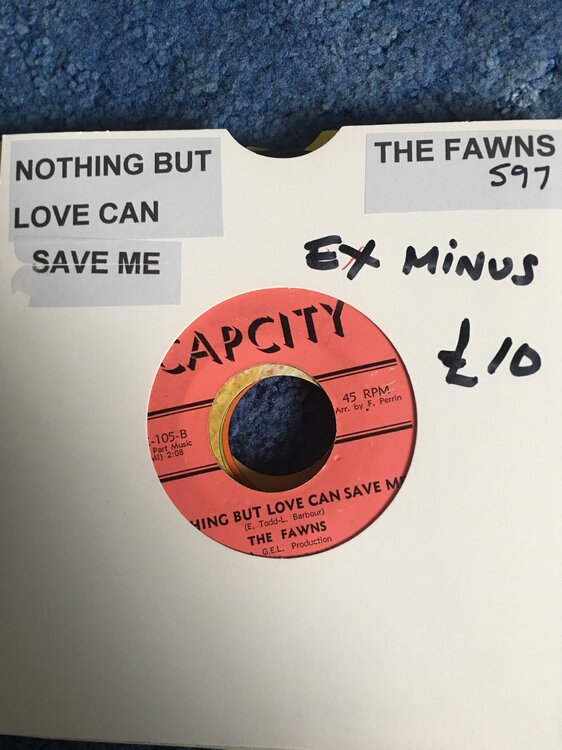 NOTHING BUT
LOVE CAN
SAVE ME
THE FAWNS
597
EX MINUS
£10
CAPCITY
45 RPM
Arr. by F. Perrin
-105-B
Part Music
MI) 2:08
HING BUT LOVE CAN SAVE ME
(E. Todd-L. Barbour)
THE FAWNS
G.E.L. Production